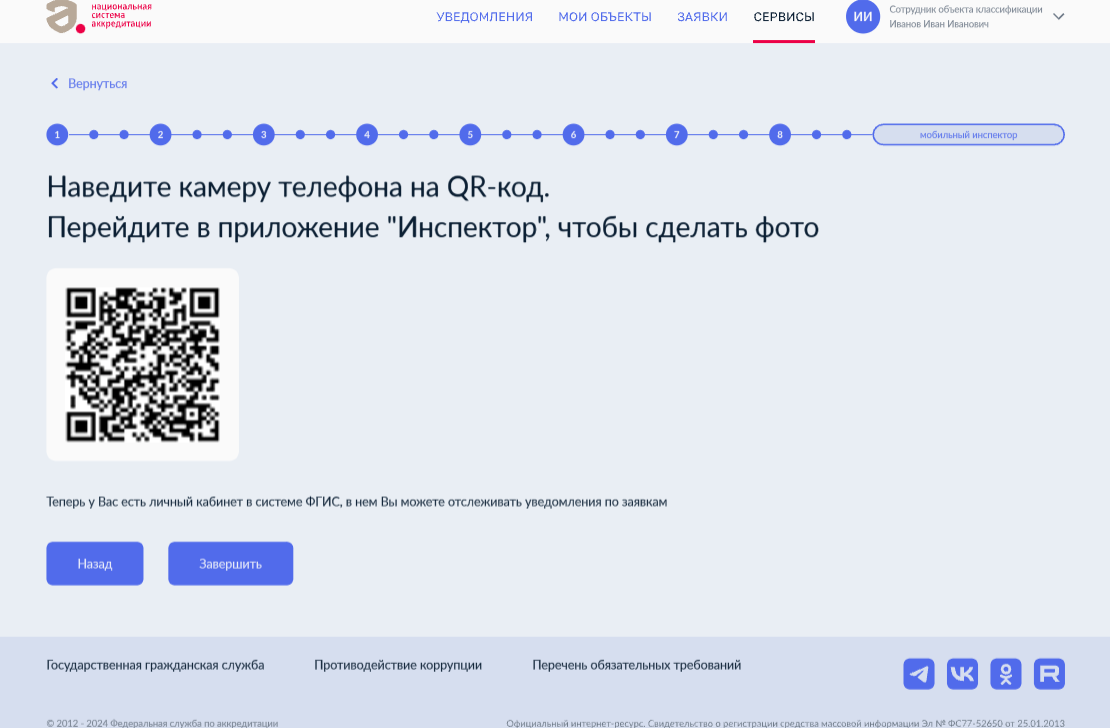 национальная
система
аккредитации
УВЕДОМЛЕНИЯ
МОИ ОБЪЕКТЫ
ЗАЯВКИ
СЕРВИСЫ
ИИ
Сотрудник объекта классификации
Иванов Иван Иванович
Вернуться
1 2 3 4 5 6 7 8 мобильный инспектор
Наведите камеру телефона на QR-код.
Перейдите в приложение "Инспектор", чтобы сделать фото
Теперь у Вас есть личный кабинет в системе ФГИС, в нем Вы можете отслеживать уведомления по заявкам
Назад
Завершить
Государственная гражданская служба
Противодействие коррупции
Перечень обязательных требований
© 2012 - 2024 Федеральная служба по аккредитации
Официальный интернет-ресурс. Свидетельство о регистрации средства массовой информации Эл № ФС77-52650 от 25.01.2013